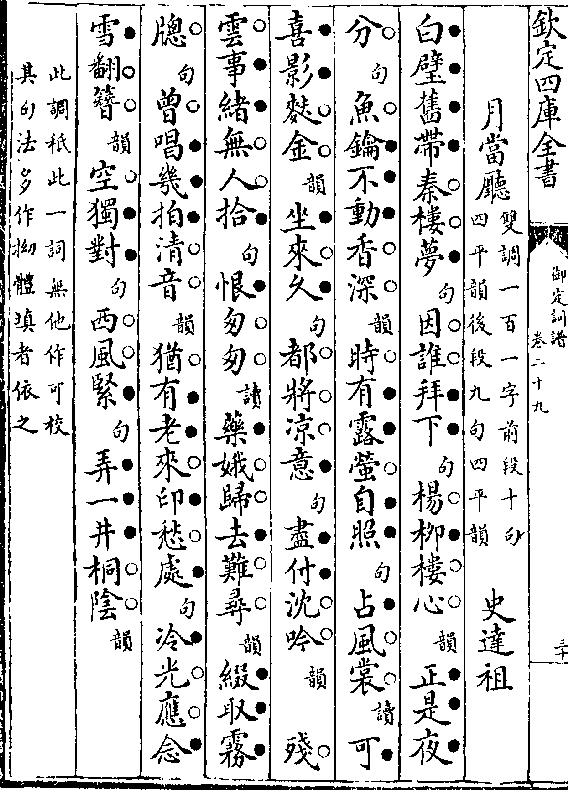 欽定四庫全書
御定詞譜
卷二十九
三十
月當廳
雙調一百一字前段十句
四平韻後段九句四平韻
史達祖
白璧舊帶秦樓夢句因誰拜下句楊柳樓心韻正是夜
分句魚鑰不動香深韻時有露螢自照句占風裳讀可
喜影麩金韻坐來久句都將凉意句盡付沈吟韻殘
雲事緒無人拾句恨匆匆讀藥娥歸去難尋韻綴取霧
牕句曾唱幾拍清音韻猶有老來印愁處句冷光應念
雪翻簪韻空獨對句西風緊句弄一井桐陰韻
此調秪此一詞無他作可校
其句法多作拗體填者依之